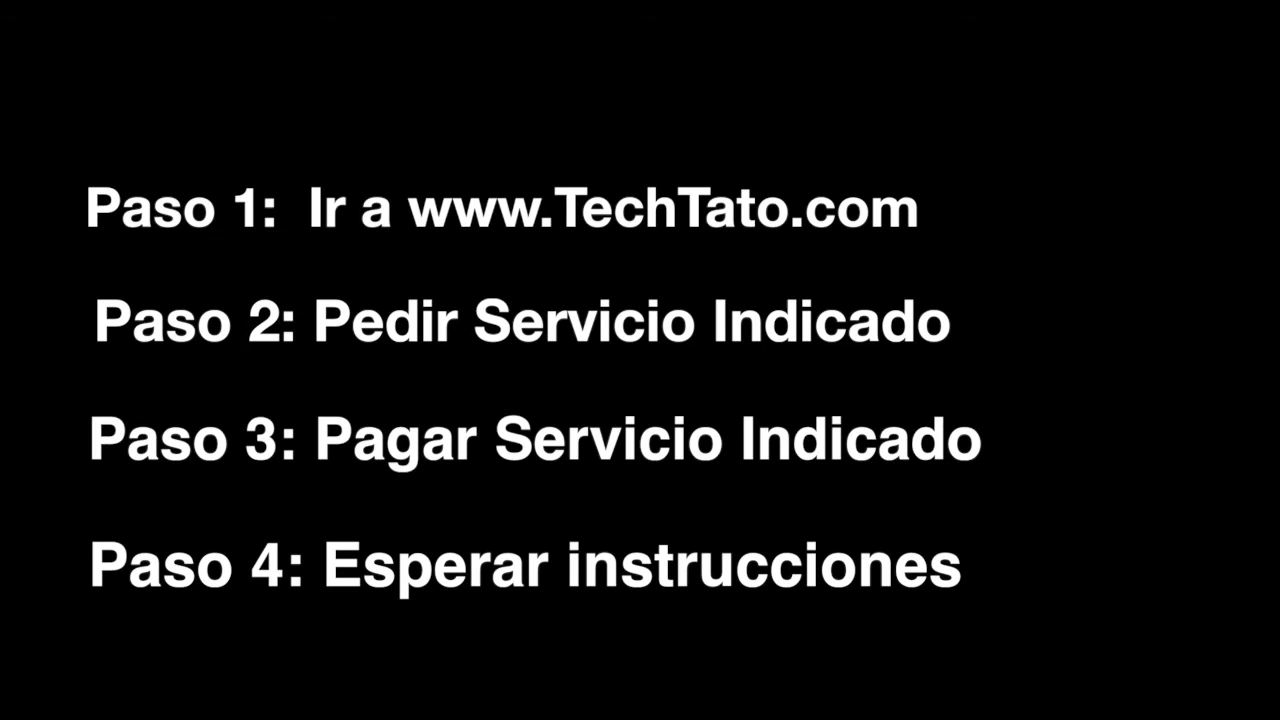 Paso 1:  Ir a www.TechTato.com
Paso 2: Pedir Servicio Indicado
Paso 3: Pagar Servicio Indicado
Paso 4: Esperar instrucciones